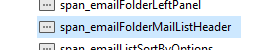 span_emailFolderLeftPanel
span_emailFolderMailListHeader
span_emailListSortByOptions